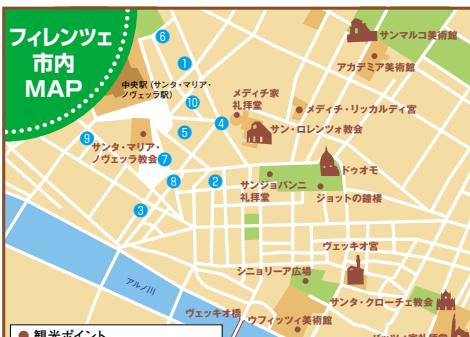 フィレンツェ
市内
MAP
サンマルコ美術館
アカデミア美術館
6
1
中央駅(サンタ・マリア・
ノヴェッラ駅)
10
メディチ家
礼拝堂
メディチ・リッカルディ宮
4
サン・ロレンツォ教会
5
9
サンタ・マリア・
ノヴェッラ教会
7
ドゥオモ
8
2
サンジョバンニ
礼拝堂
ジョットの鐘楼
3
ヴェッキオ宮
シニョリーア広場
アルノ川
サンタ・クローチェ教会
ヴェッキオ橋
ウフィッツィ美術館
観光ポイント
パッツィ家礼拝堂